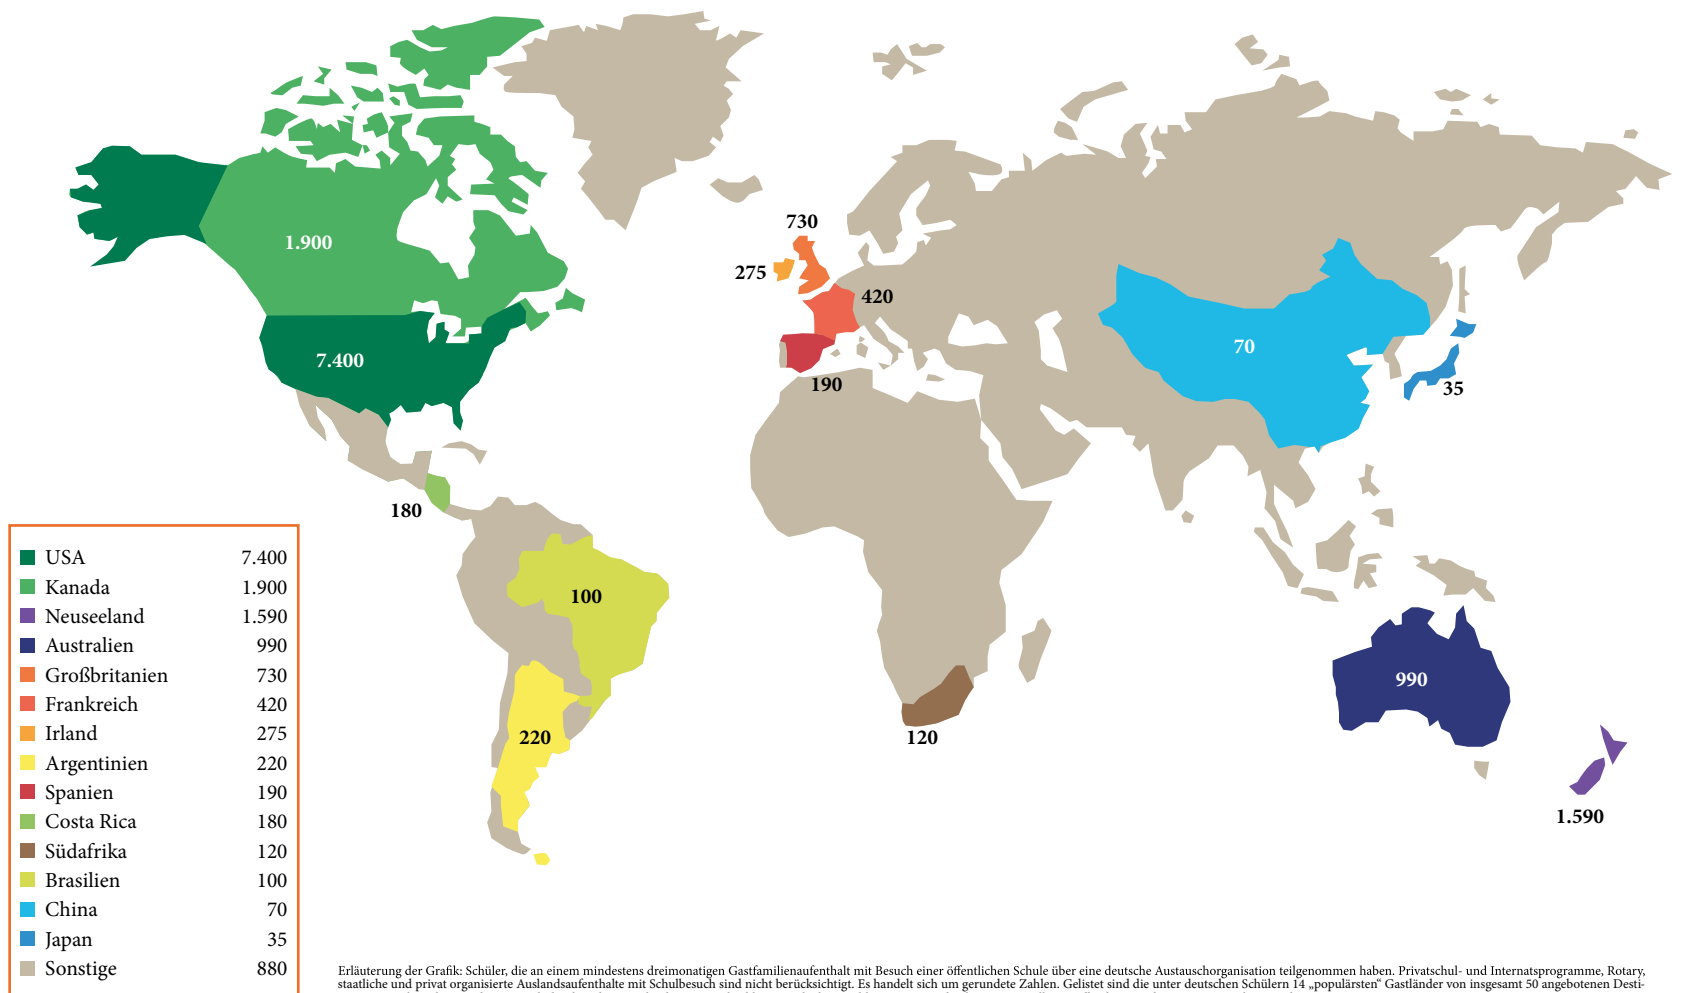 730
1.900
275
420
7.400
70
190
35
180
USA 7.400
Kanada 1.900
Neuseeland 1.590
Australien 990
Großbritanien 730
Frankreich 420
Irland 275
Argentinien 220
Spanien 190
Costa Rica 180
Südafrika 120
Brasilien 100
China 70
Japan 35
Sonstige 880
100
990
220
120
1.590
Erläuterung der Grafik: Schüler, die an einem mindestens dreimonatigen Gastfamilienaufenthalt mit Besuch einer öffentlichen Schule über eine deutsche Austauschorganisation teilgenommen haben. Privatschul- und Internatsprogramme, Rotary,
staatliche und privat organisierte Auslandsaufenthalte mit Schulbesuch sind nicht berücksichtigt. Es handelt sich um gerundete Zahlen. Gelistet sind die unter deutschen Schülern 14 „populärsten“ Gastländer von insgesamt 50 angebotenen Desti-